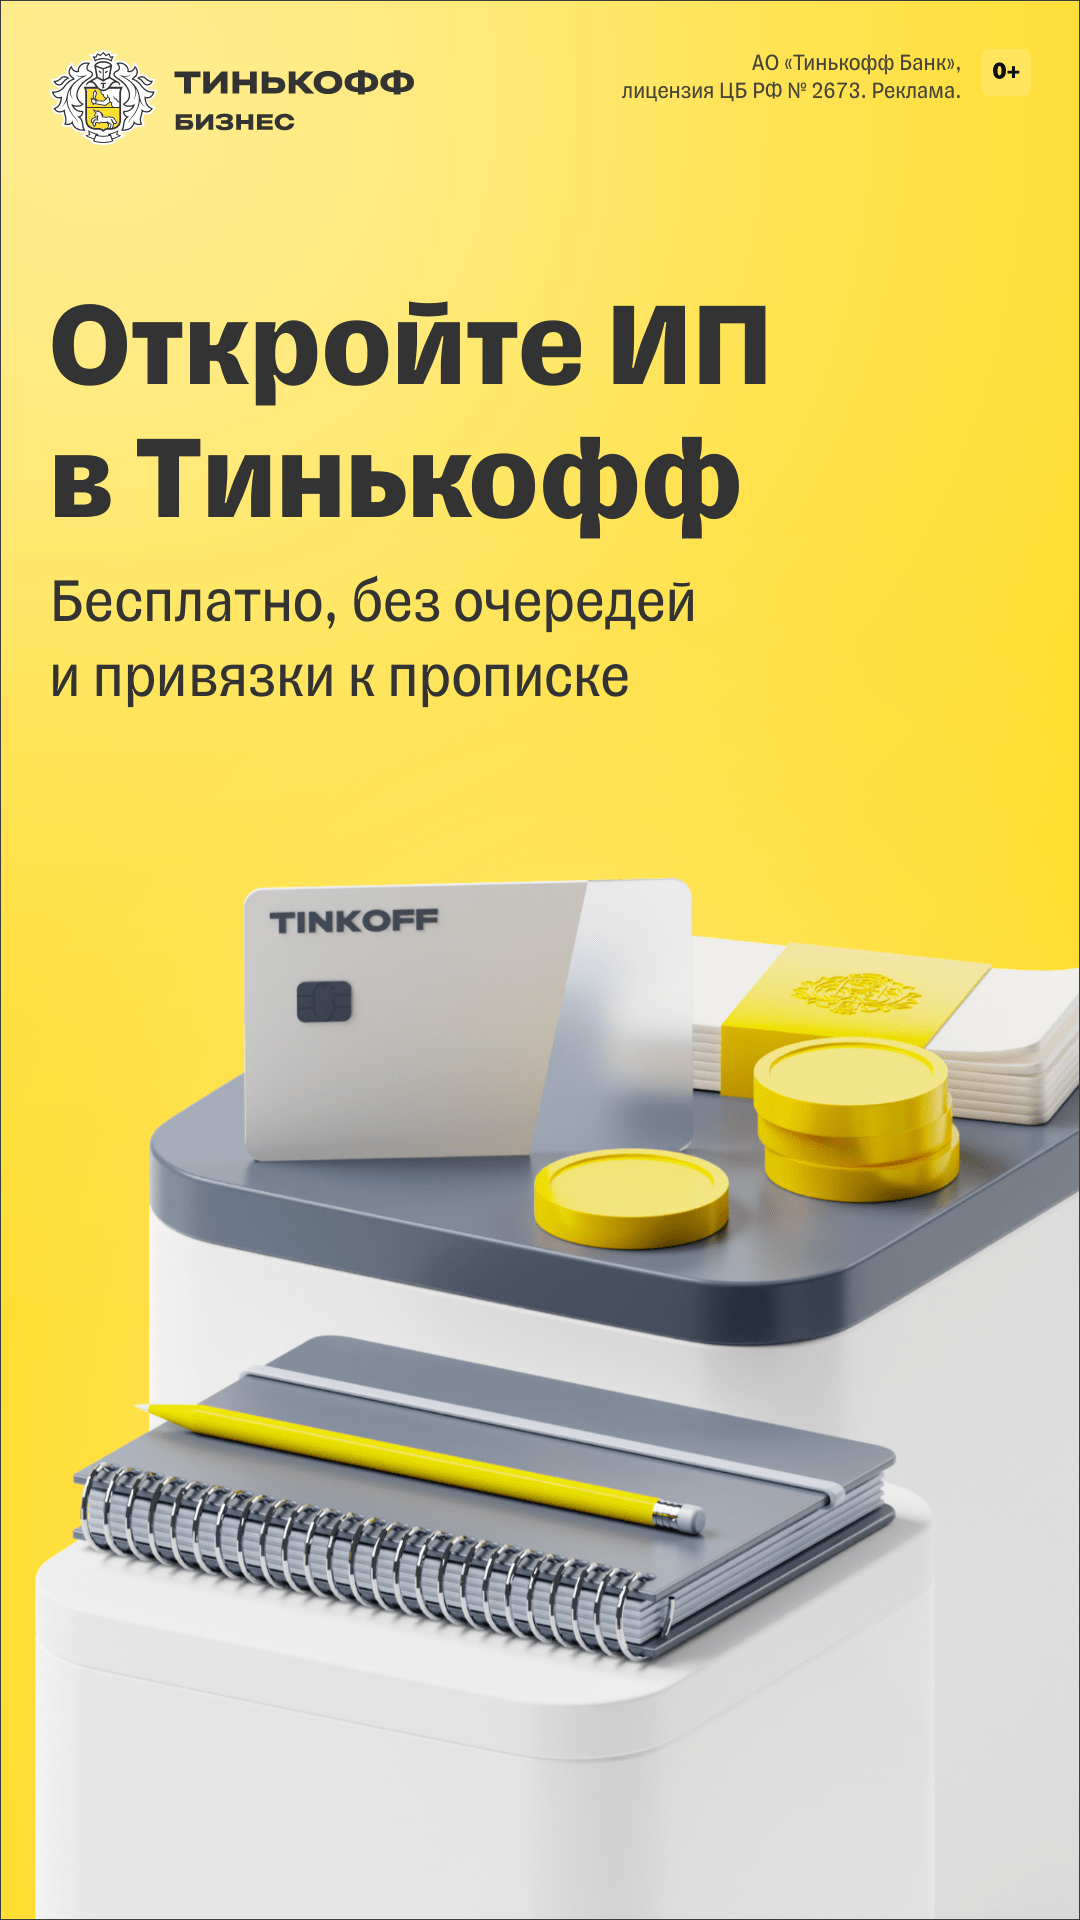 ТИНЬКОФФ
БИЗНЕС
АО «Тинькофф Банк»,
лицензия ЦБ РФ № 2673. Реклама.
0+
Откройте ИП
в Тинькофф
Бесплатно, без очередей
и привязки к прописке
TINKOFF